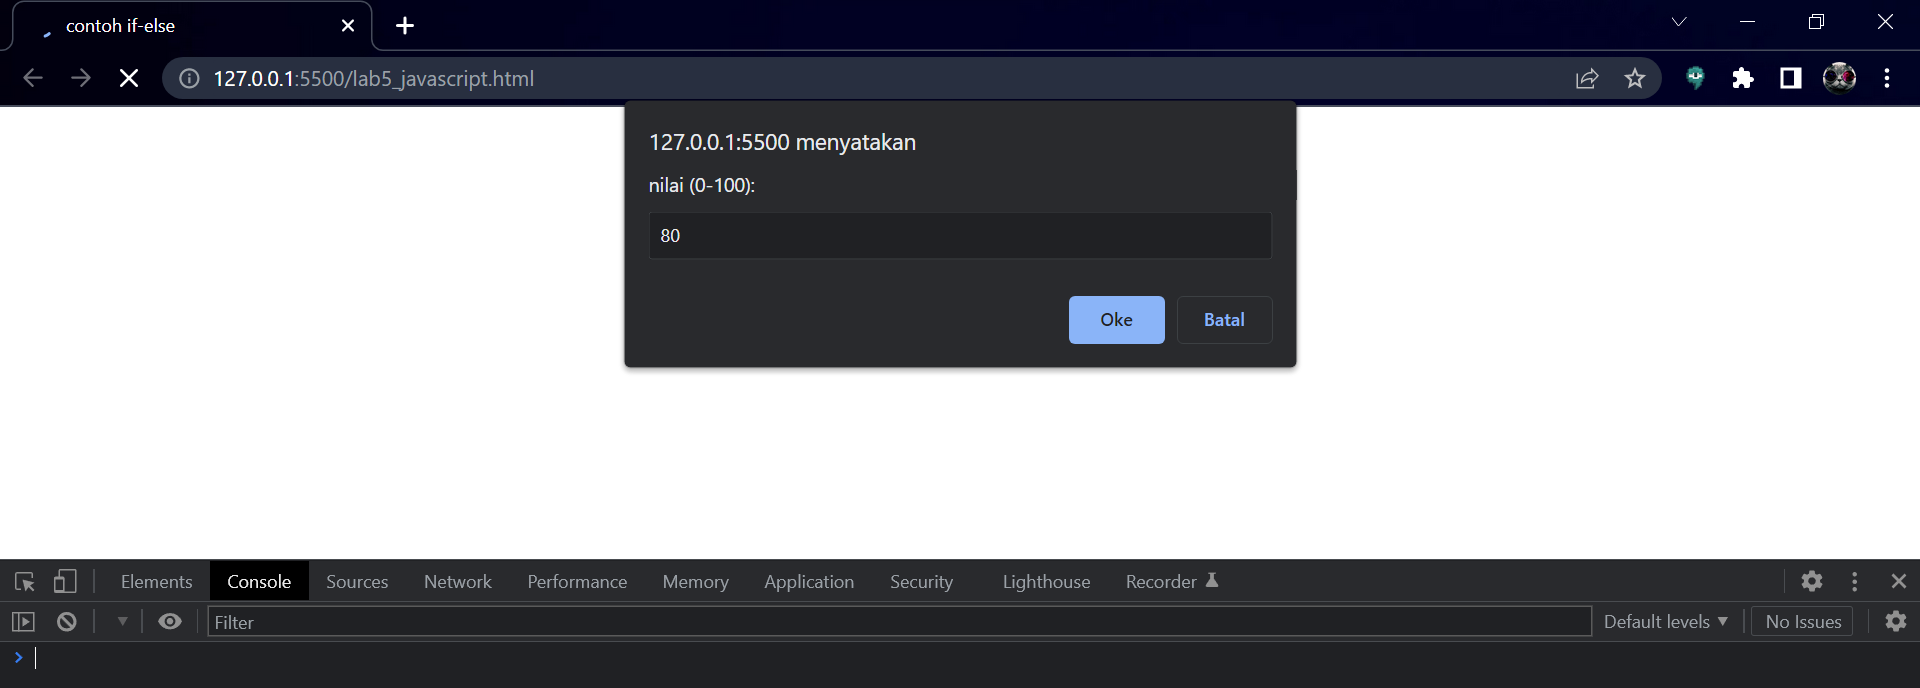 contoh if-else
127.0.0.1:5500/lab5_javascript.html
127.0.0.1:5500 menyatakan
nilai (0-100):
80
Oke Batal
Elements Console Sources Network Performance Memory Application Security Lighthouse Recorder
Filter Default levels ▼ No Issues